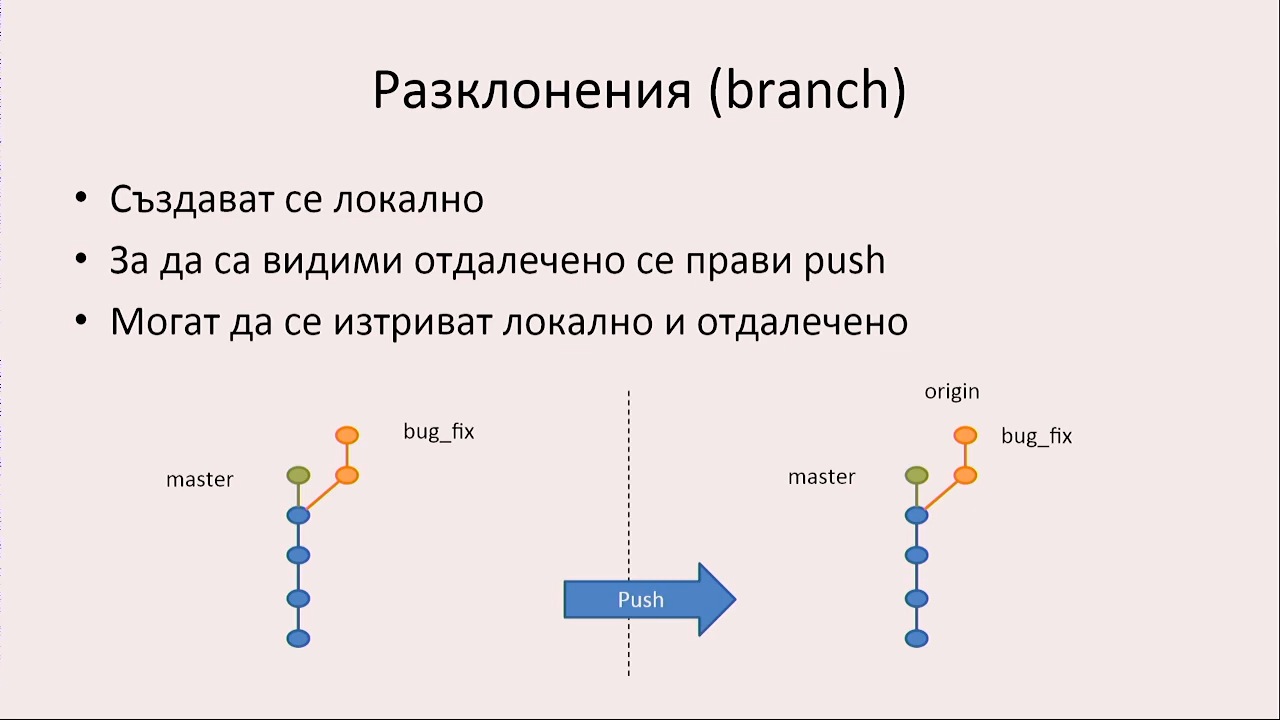 Разклонения (branch)
• Създават се локално
• За да са видими отдалечено се прави push
• Могат да се изтриват локално и отдалечено
origin
bug_fix
bug_fix
master
master
Push